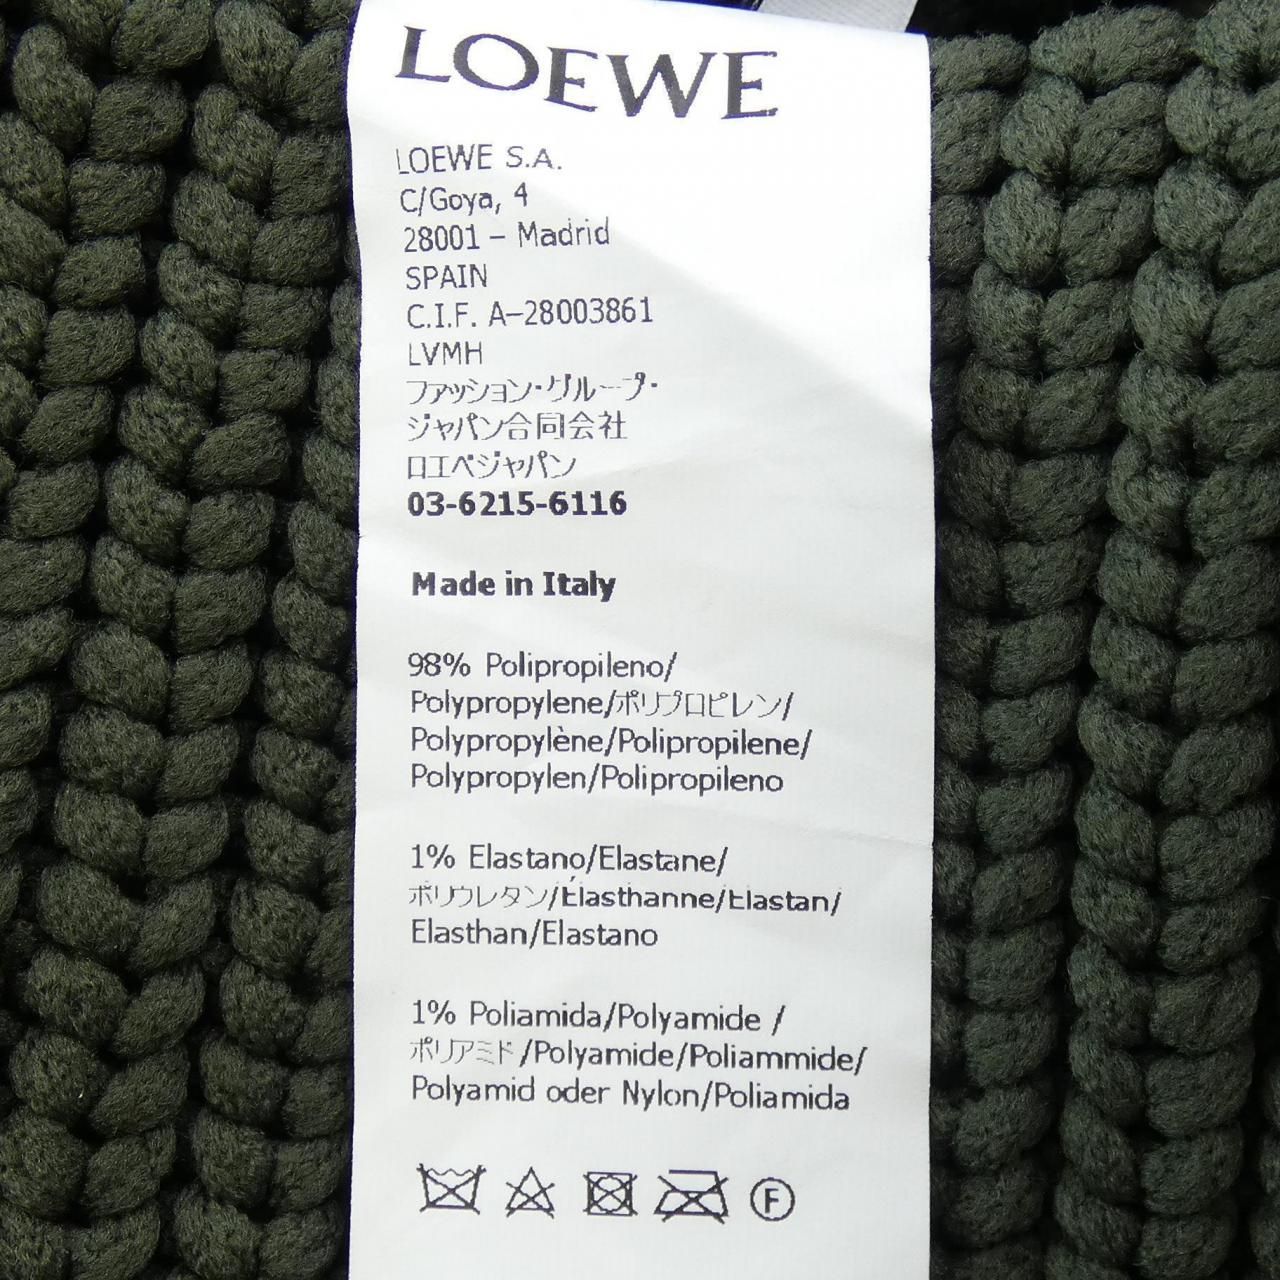 LOEWE
LOEWE S.A.
C/Goya, 4
28001 – Madrid
SPAIN
C.I.F. A-28003861
LVMH
ファッション・グループ・
ジャパン合同会社
ロエベジャパン
03-6215-6116
Made in Italy
98% Polipropileno/
Polypropylene/ポリプロピレン/
Polypropylène/Polipropilene/
Polypropylen/Polipropileno
1% Elastano/Elastane/
ポリウレタン/Élasthanne/Elastan/
Elasthan/Elastano
1% Poliamida/Polyamide /
ポリアミド/Polyamide/Poliammide/
Polyamid oder Nylon/Poliamida
F